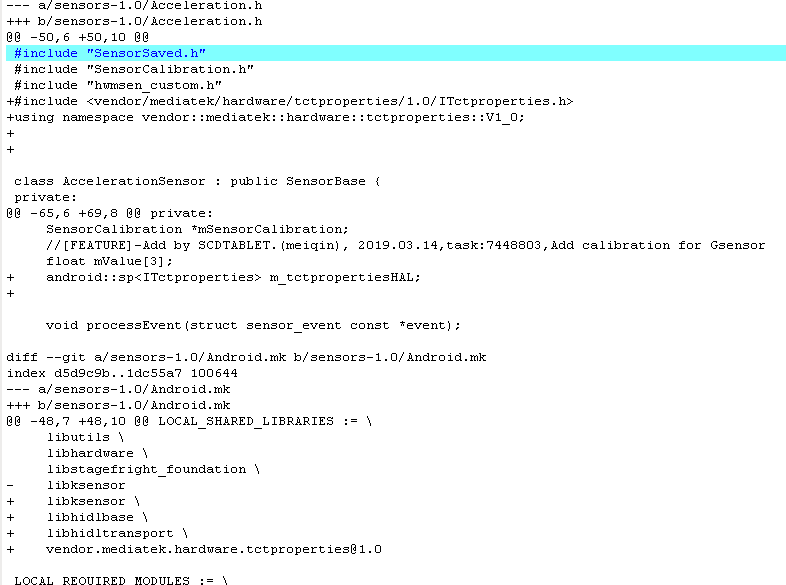 --- a/sensors-1.0/Acceleration.h
+++ b/sensors-1.0/Acceleration.h
@@ -50,6 +50,10 @@
 #include "SensorSaved.h"
 #include "SensorCalibration.h"
 #include "hwmsen_custom.h"
+#include <vendor/mediatek/hardware/tctproperties/1.0/ITctproperties.h>
+using namespace vendor::mediatek::hardware::tctproperties::V1_0;
+
+
 class AccelerationSensor : public SensorBase {
 private:
@@ -65,6 +69,8 @@ private:
     SensorCalibration *mSensorCalibration;
     //[FEATURE]-Add by SCDTABLET.(meiqin), 2019.03.14,task:7448803,Add calibration for Gsensor
     float mValue[3];
+    android::sp<ITctproperties> m_tctpropertiesHAL;
+
     void processEvent(struct sensor_event const *event);
diff --git a/sensors-1.0/Android.mk b/sensors-1.0/Android.mk
index d5d9c9b..1dc55a7 100644
--- a/sensors-1.0/Android.mk
+++ b/sensors-1.0/Android.mk
@@ -48,7 +48,10 @@ LOCAL_SHARED_LIBRARIES := \
     libutils \
     libhardware \
     libstagefright_foundation \
-    libksensor
+    libksensor \
+    libhidlbase \
+    libhidltransport \
+    vendor.mediatek.hardware.tctproperties@1.0
 LOCAL_REQUIRED_MODULES := \